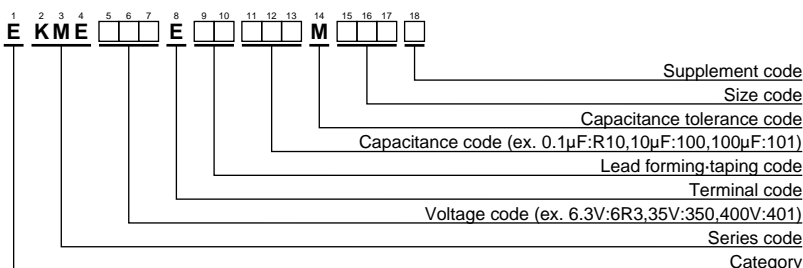 1 2 3 4 5 6 7 8 9 10 11 12 13 14 15 16 17 18
E KME □□□ E □□ □□□ M □□□ □
Supplement code
Size code
Capacitance tolerance code
Capacitance code (ex. 0.1µF:R10,10µF:100,100µF:101)
Lead forming·taping code
Terminal code
Voltage code (ex. 6.3V:6R3,35V:350,400V:401)
Series code
Category